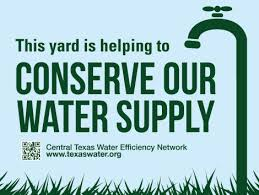 This yard is helping to
CONSERVE OUR
WATER SUPPLY
Central Texas Water Efficiency Network
www.texaswater.org